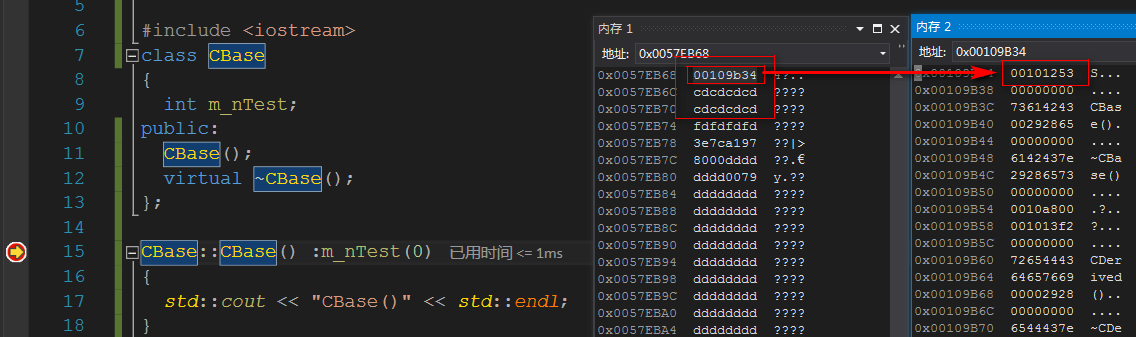 5
6 #include <iostream>
7 class CBase
8 {
9 int m_nTest;
10 public:
11 CBase();
12 virtual ~CBase();
13 };
14
15 CBase::CBase() :m_nTest(0) 已用时间 <= 1ms
16 {
17 std::cout << "CBase()" << std::endl;
18 }
内存 1
地址: 0x0057EB68
0x0057EB68 00109b34 4?..
0x0057EB6C cdcdcdcd ????
0x0057EB70 cdcdcdcd ????
0x0057EB74 fdfdfdfd ????
0x0057EB78 3e7ca197 ??|>
0x0057EB7C 8000dddd ??.€
0x0057EB80 dddd0079 y.??
0x0057EB84 dddddddd ????
0x0057EB88 dddddddd ????
0x0057EB8C dddddddd ????
0x0057EB90 dddddddd ????
0x0057EB94 dddddddd ????
0x0057EB98 dddddddd ????
0x0057EB9C dddddddd ????
0x0057EBA0 dddddddd ????
0x0057EBA4 dddddddd ????
内存 2
地址: 0x00109B34
00101253 S...
0x00109B38 00000000 ....
0x00109B3C 73614243 CBas
0x00109B40 00292865 e().
0x00109B44 00000000 ....
0x00109B48 6142437e ~CBa
0x00109B4C 29286573 se()
0x00109B50 00000000 ....
0x00109B54 0010a800 .?..
0x00109B58 001013f2 ?...
0x00109B5C 00000000 ....
0x00109B60 72654443 CDer
0x00109B64 64657669 ived
0x00109B68 00002928 ()..
0x00109B6C 00000000 ....
0x00109B70 6544437e ~CDe